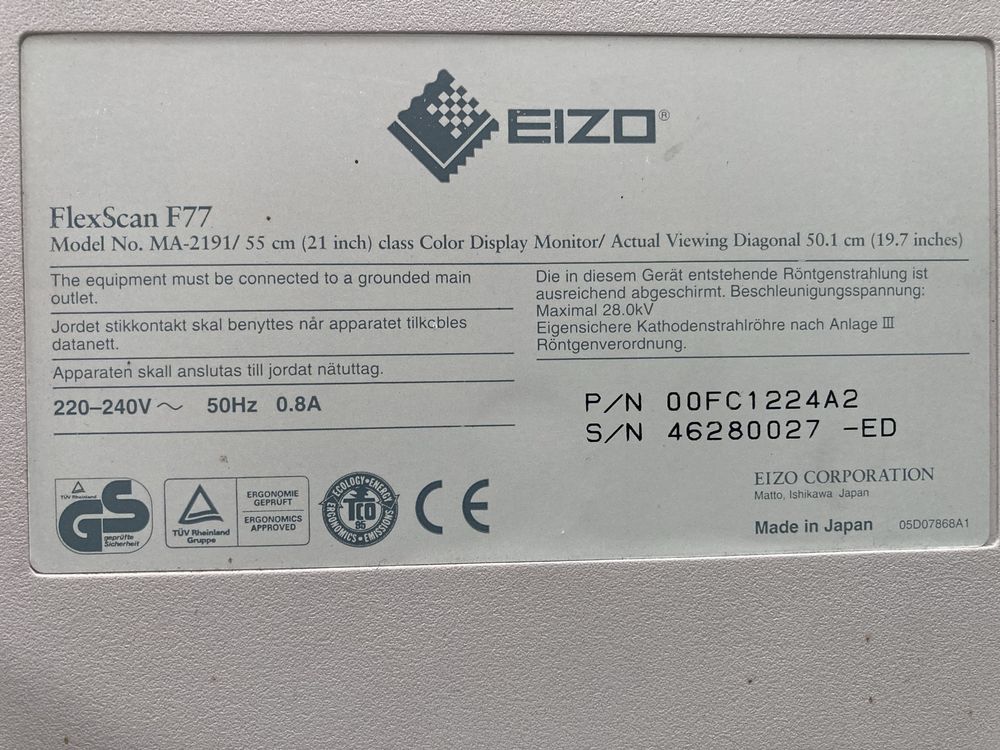 EIZO®
FlexScan F77
Model No. MA-2191/ 55 cm (21 inch) class Color Display Monitor/ Actual Viewing Diagonal 50.1 cm (19.7 inches)
The equipment must be connected to a grounded main
outlet.
Jordet stikkontakt skal benyttes når apparatet tilkobles
datanett.
Apparaten skall anslutas till jordat nätuttag.
220–240V ~ 50Hz 0.8A
Die in diesem Gerät entstehende Röntgenstrahlung ist
ausreichend abgeschirmt. Beschleunigungsspannung:
Maximal 28.0kV
Eigensichere Kathodenstrahlröhre nach Anlage III
Röntgenverordnung.
P/N 00FC1224A2
S/N 46280027 -ED
TÜV Rheinland
GS
geprüfte
Sicherheit
TÜV Rheinland
Gruppe
ERGONOMIE
GEPRÜFT
ERGONOMICS
APPROVED
ECOLOGY • ENERGY
TCO
95
ERGONOMICS • EMISSIONS
CE
EIZO CORPORATION
Matto, Ishikawa Japan
Made in Japan 05D07868A1